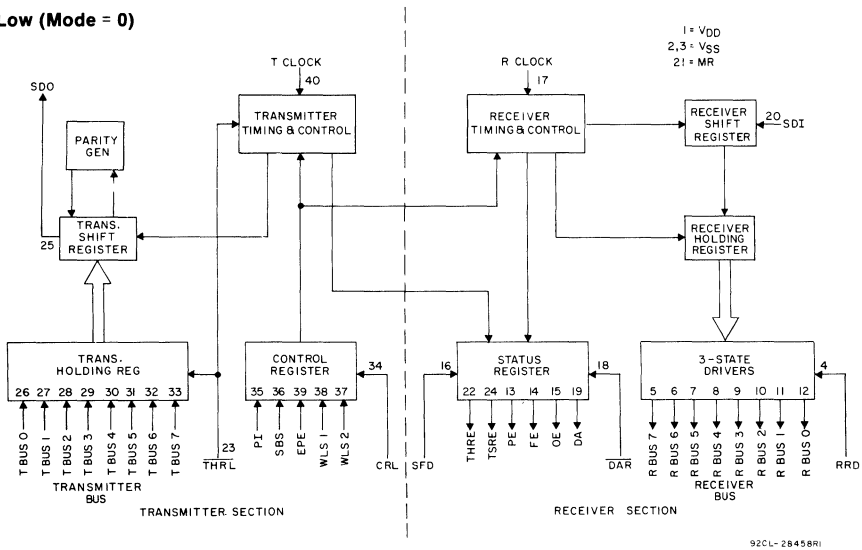 Low (Mode = 0)
1 = VDD
2,3 = VSS
21 = MR
T CLOCK
40
R CLOCK
17
SDO
TRANSMITTER
TIMING & CONTROL
RECEIVER
TIMING & CONTROL
RECEIVER
SHIFT
REGISTER
20
SDI
PARITY
GEN
TRANS.
SHIFT
REGISTER
25
RECEIVER
HOLDING
REGISTER
TRANS.
HOLDING REG
26 27 28 29 30 31 32 33
CONTROL
REGISTER
35 36 39 38 37
34
16
STATUS
REGISTER
22 24 13 14 15 19
18
3-STATE
DRIVERS
5 6 7 8 9 10 11 12
4
T BUS 0
T BUS 1
T BUS 2
T BUS 3
T BUS 4
T BUS 5
T BUS 6
T BUS 7
23
THRL
PI
SBS
EPE
WLS 1
WLS 2
CRL
SFD
THRE
TSRE
PE
FE
OE
DA
DAR
R BUS 7
R BUS 6
R BUS 5
R BUS 4
R BUS 3
R BUS 2
R BUS 1
R BUS 0
RRD
TRANSMITTER
BUS
RECEIVER
BUS
TRANSMITTER SECTION
RECEIVER SECTION
92CL-28458R1